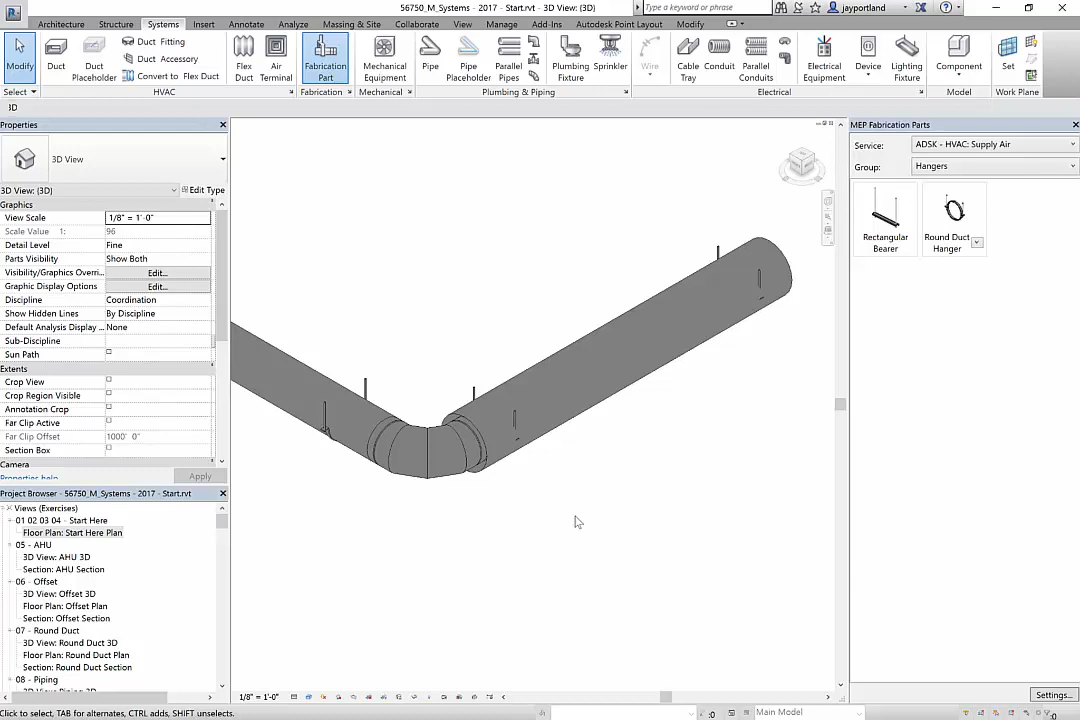 56750_M_Systems - 2017 - Start.rvt - 3D View: {3D}
Type a keyword or phrase
jayportland
Architecture Structure Systems Insert Annotate Analyze Massing & Site Collaborate View Manage Add-Ins Autodesk Point Layout Modify
Modify
Duct
Duct Placeholder
Duct Fitting
Duct Accessory
Convert to Flex Duct
Flex Duct
Air Terminal
Fabrication Part
Mechanical Equipment
Pipe
Pipe Placeholder
Parallel Pipes
Plumbing Fixture
Sprinkler
Wire
Cable Tray
Conduit
Parallel Conduits
Electrical Equipment
Device
Lighting Fixture
Component
Set
Select
HVAC
Fabrication
Mechanical
Plumbing & Piping
Electrical
Model
Work Plane
3D
Properties
3D View
3D View: {3D}
Edit Type
Graphics
View Scale 1/8" = 1'-0"
Scale Value 1: 96
Detail Level Fine
Parts Visibility Show Both
Visibility/Graphics Overri... Edit...
Graphic Display Options Edit...
Discipline Coordination
Show Hidden Lines By Discipline
Default Analysis Display ... None
Sub-Discipline
Sun Path
Extents
Crop View
Crop Region Visible
Annotation Crop
Far Clip Active
Far Clip Offset 1000' 0"
Section Box
Camera
Properties help
Apply
Project Browser - 56750_M_Systems - 2017 - Start.rvt
Views (Exercises)
01 02 03 04 - Start Here
Floor Plan: Start Here Plan
05 - AHU
3D View: AHU 3D
Section: AHU Section
06 - Offset
3D View: Offset 3D
Floor Plan: Offset Plan
Section: Offset Section
07 - Round Duct
3D View: Round Duct 3D
Floor Plan: Round Duct Plan
Section: Round Duct Section
08 - Piping
3D View: Piping 3D
MEP Fabrication Parts
Service: ADSK - HVAC: Supply Air
Group: Hangers
Rectangular Bearer
Round Duct Hanger
Settings...
1/8" = 1'-0"
Click to select, TAB for alternates, CTRL adds, SHIFT unselects.
:0
Main Model
:0